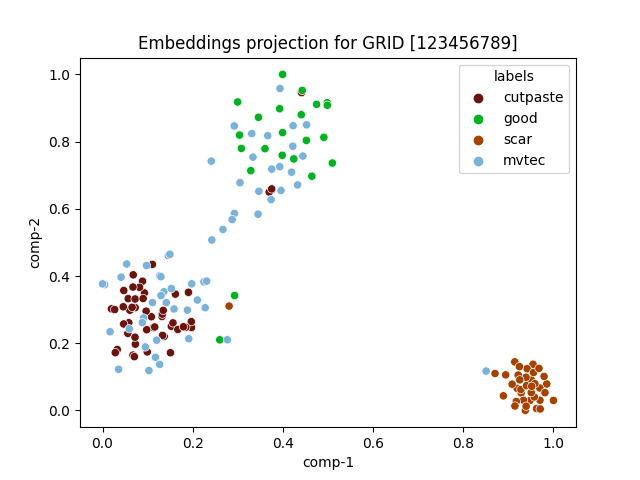 Embeddings projection for GRID [123456789]
labels
cutpaste
good
scar
mvtec
comp-2
1.0
0.8
0.6
0.4
0.2
0.0
0.0 0.2 0.4 0.6 0.8 1.0
comp-1